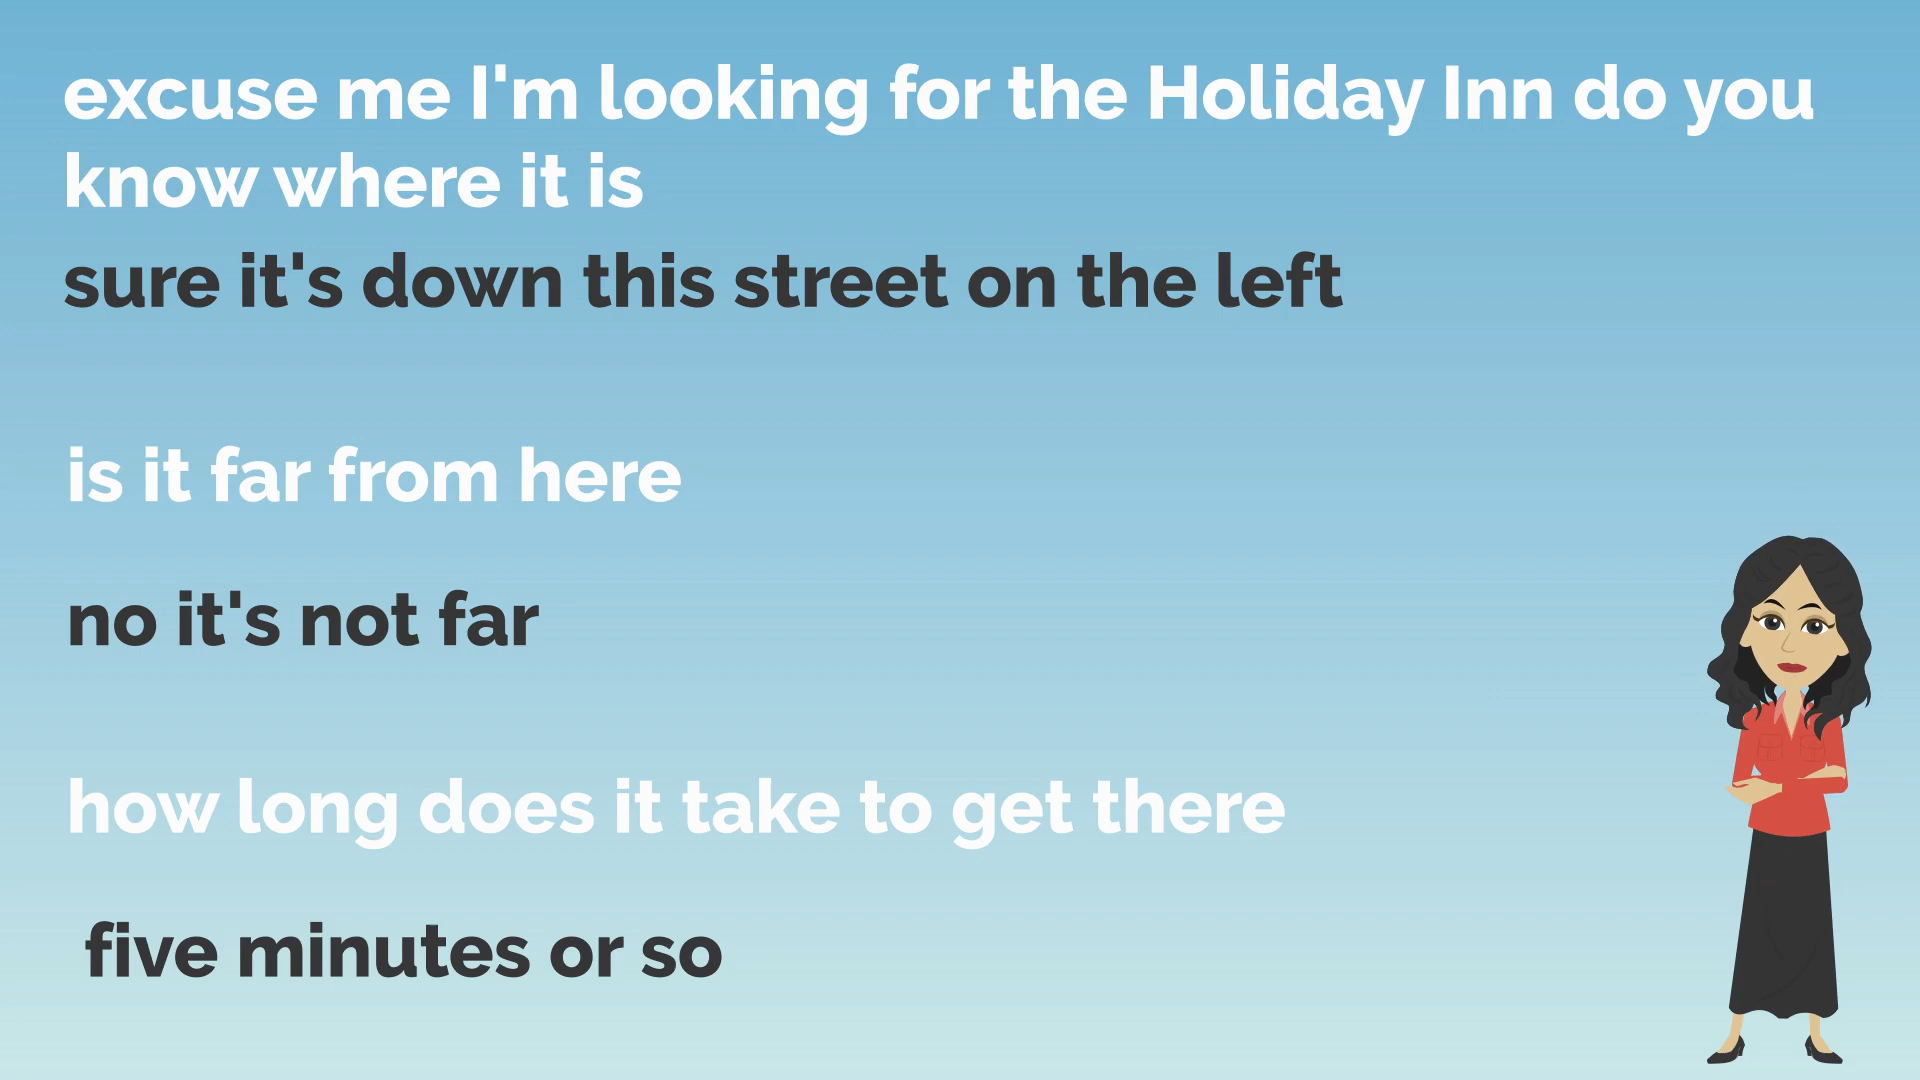 excuse me I'm looking for the Holiday Inn do you
know where it is
sure it's down this street on the left
is it far from here
no it's not far
how long does it take to get there
five minutes or so